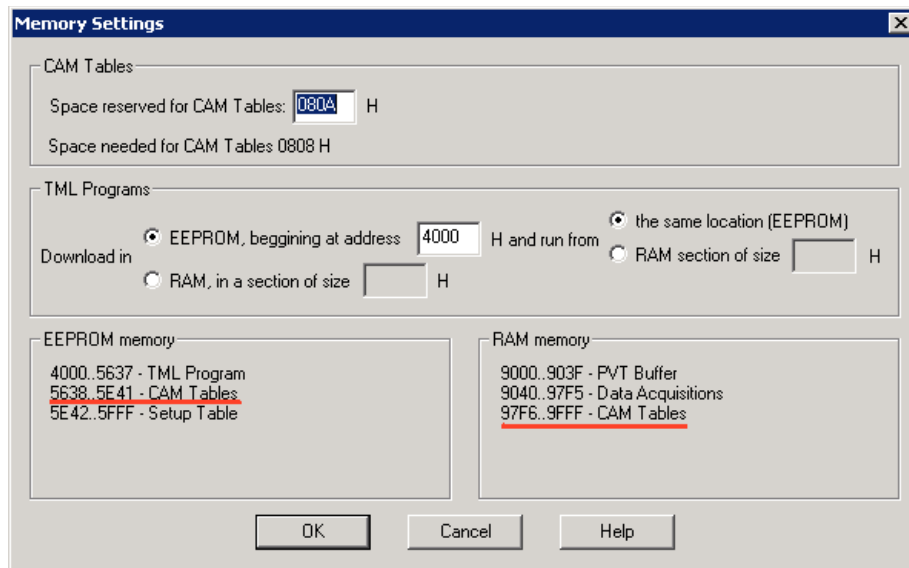 Memory Settings
CAM Tables
Space reserved for CAM Tables: 080A H
Space needed for CAM Tables 0808 H
TML Programs
Download in
EEPROM, beggining at address 4000 H and run from
RAM, in a section of size H
the same location (EEPROM)
RAM section of size H
EEPROM memory
4000..5637 - TML Program
5638..5E41 - CAM Tables
5E42..5FFF - Setup Table
RAM memory
9000..903F - PVT Buffer
9040..97F5 - Data Acquisitions
97F6..9FFF - CAM Tables
OK
Cancel
Help